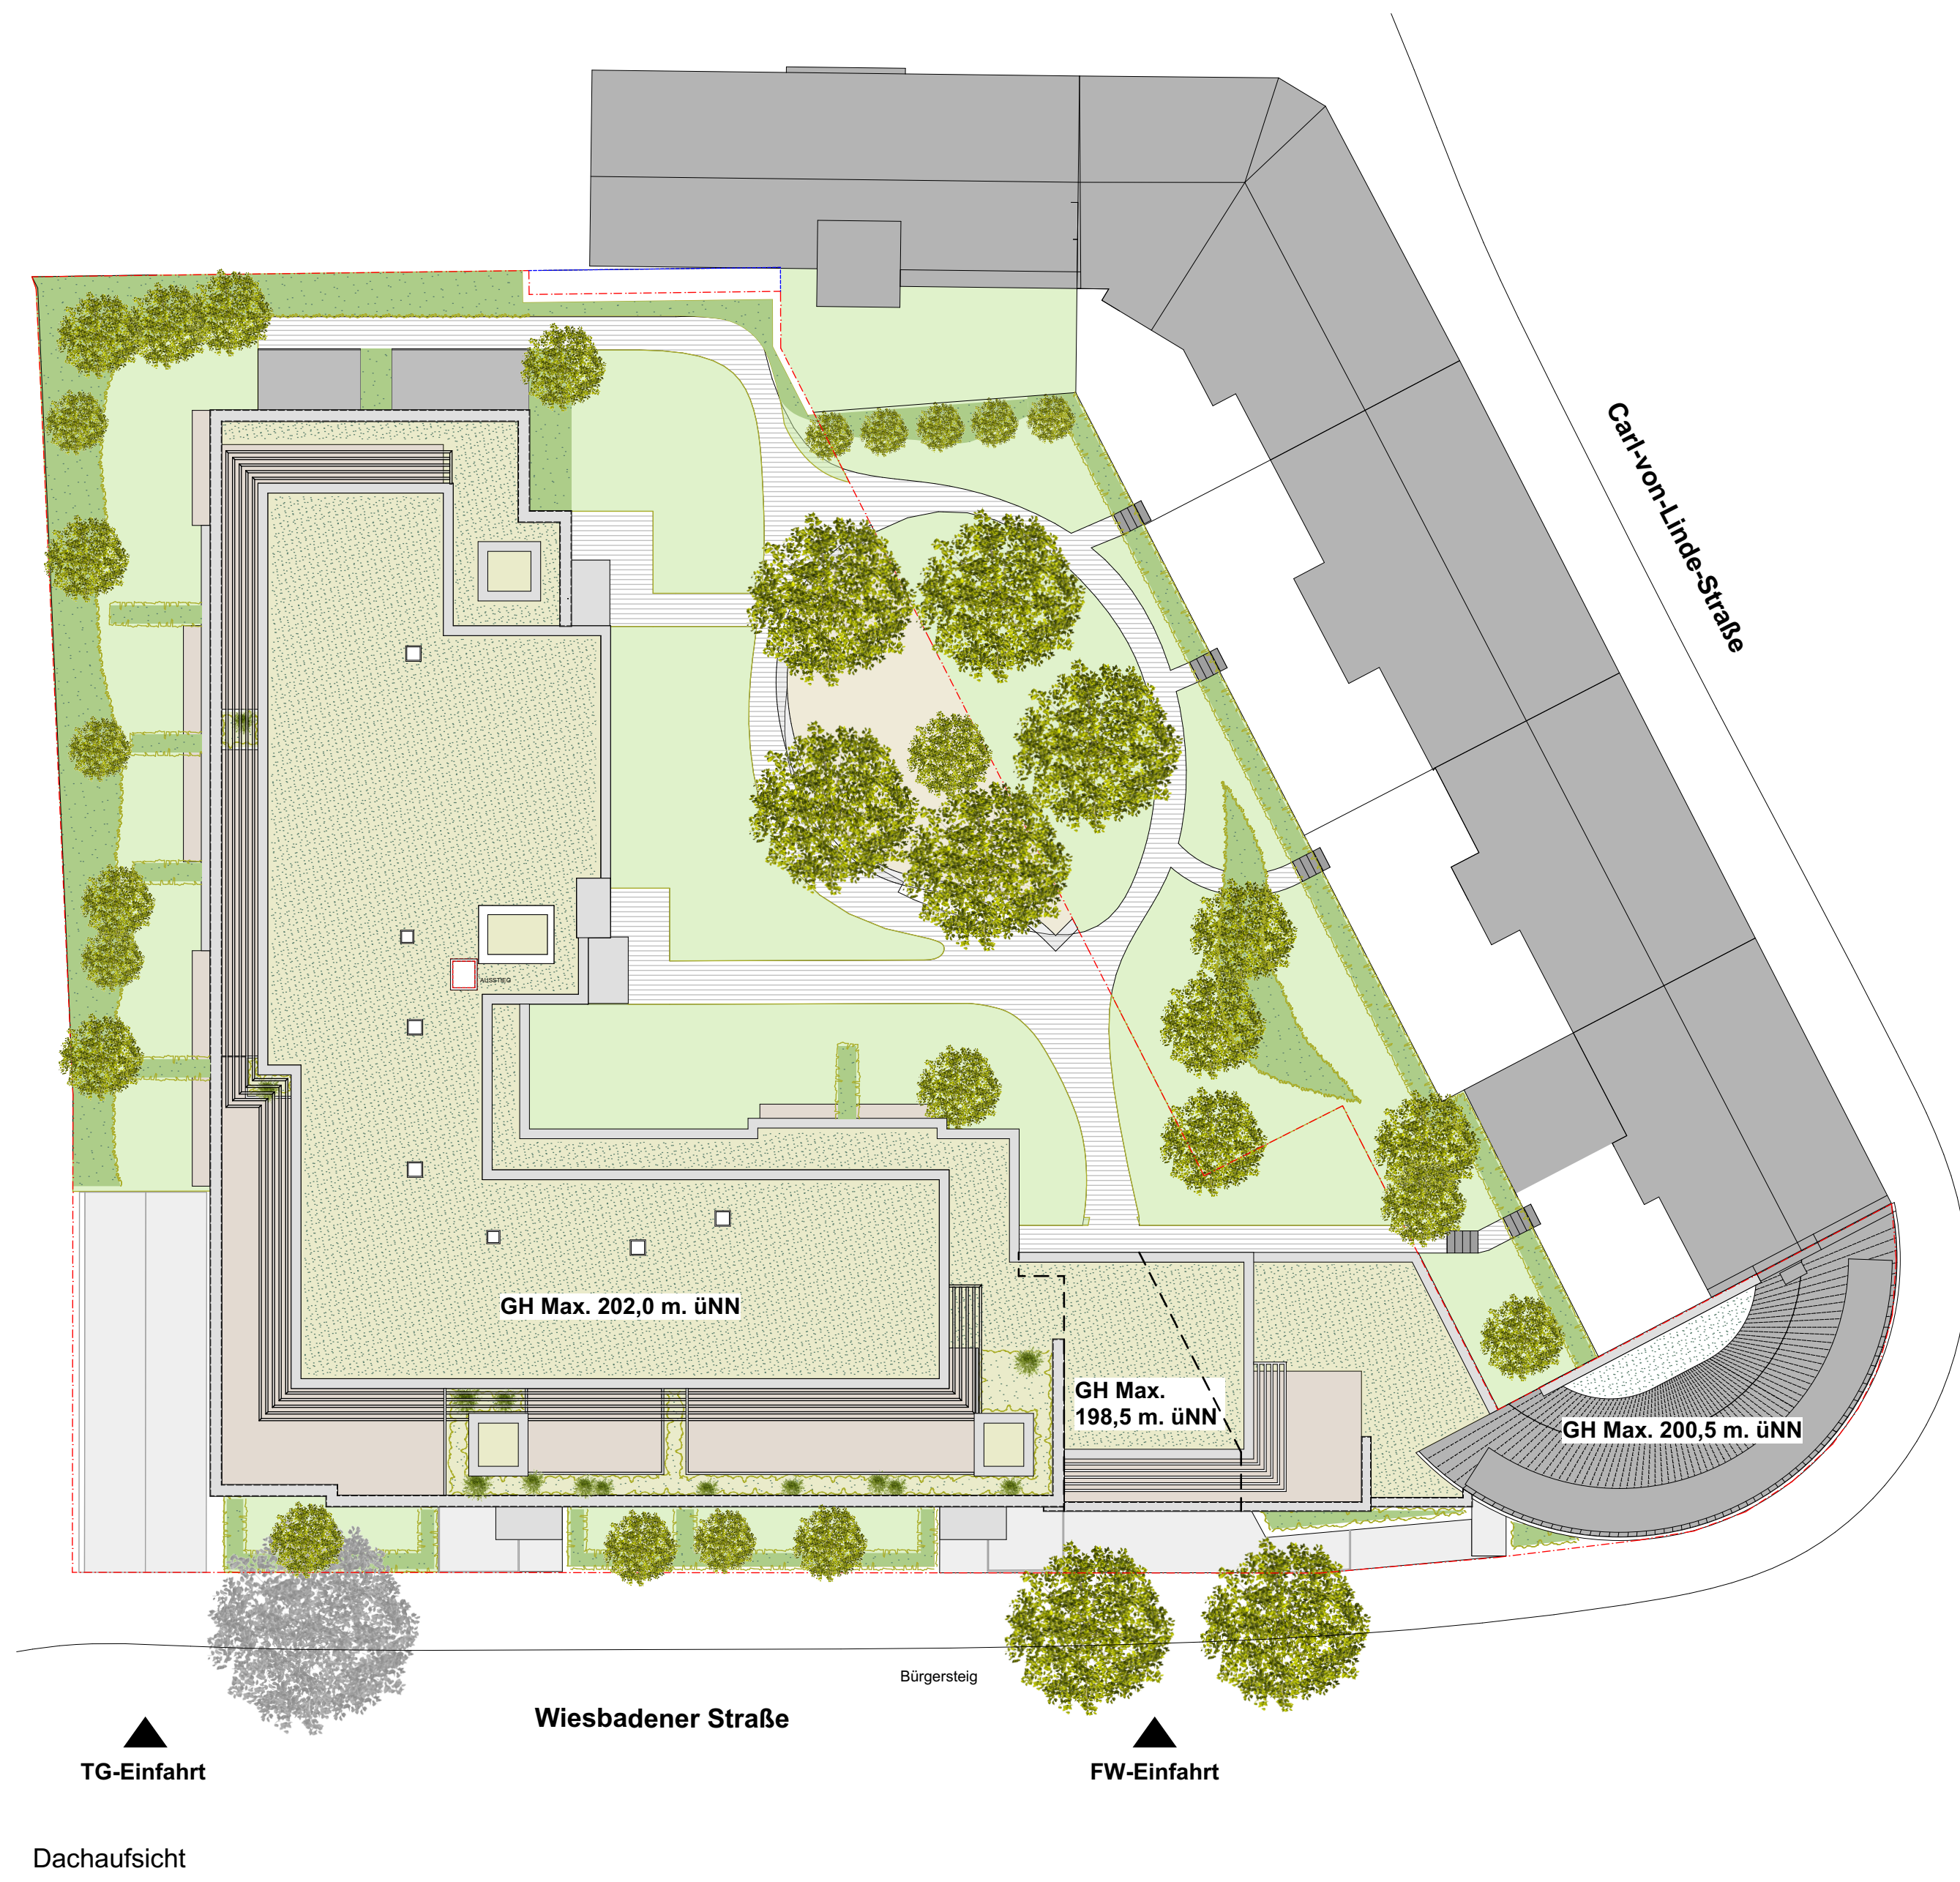 Carl-von-Linde-Straße
AUSSTIEG
GH Max. 202,0 m. üNN
GH Max.
198,5 m. üNN
GH Max. 200,5 m. üNN
Bürgersteig
Wiesbadener Straße
TG-Einfahrt
FW-Einfahrt
Dachaufsicht